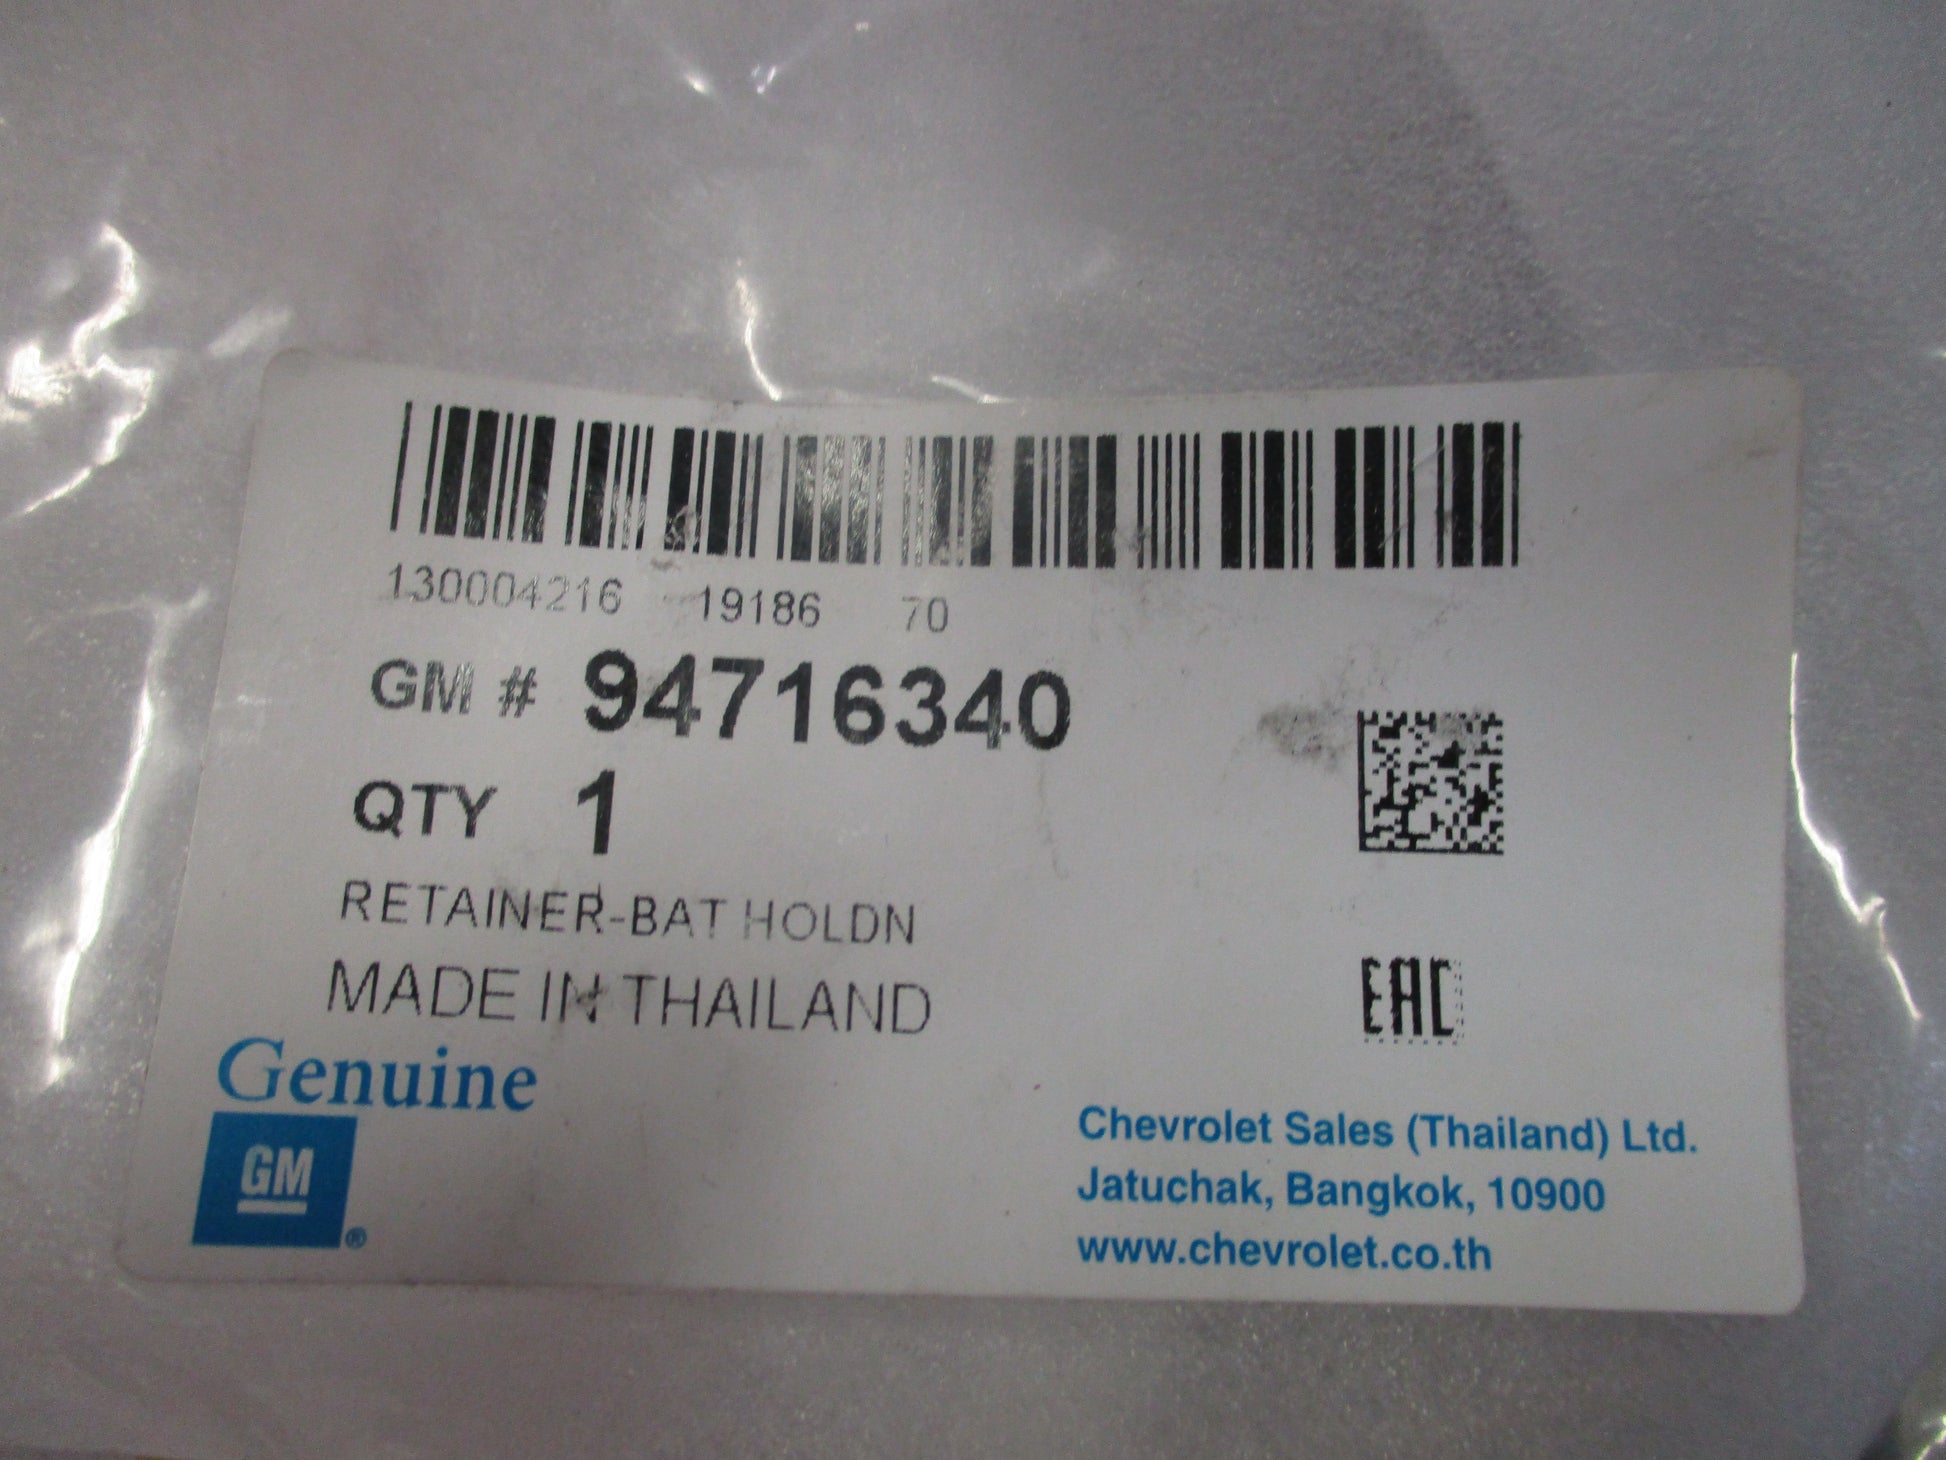 130004216 19186 70
GM # 94716340
QTY 1
RETAINER-BAT HOLDN
MADE IN THAILAND
EAC
Genuine
GM ®
Chevrolet Sales (Thailand) Ltd.
Jatuchak, Bangkok, 10900
www.chevrolet.co.th